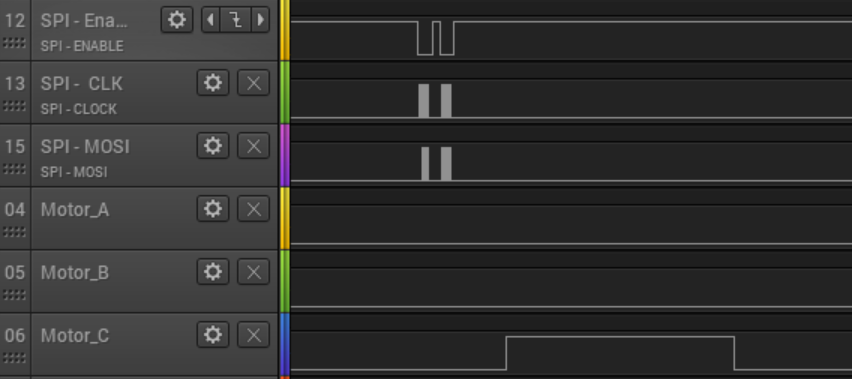 12 SPI - Ena...
SPI - ENABLE
13 SPI - CLK
SPI - CLOCK
15 SPI - MOSI
SPI - MOSI
04 Motor_A
05 Motor_B
06 Motor_C